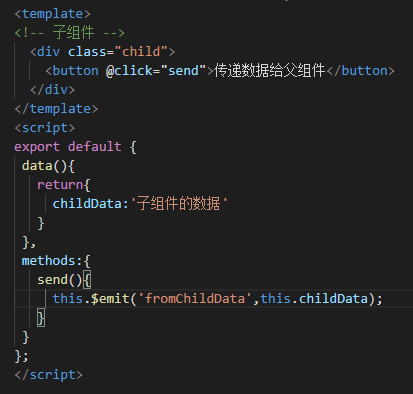 <template>
<!-- 子组件 -->
  <div class="child">
    <button @click="send">传递数据给父组件</button>
  </div>
</template>
<script>
export default {
 data(){
   return{
     childData:'子组件的数据'
   }
 },
 methods:{
   send(){
     this.$emit('fromChildData',this.childData);
   }
 }
};
</script>